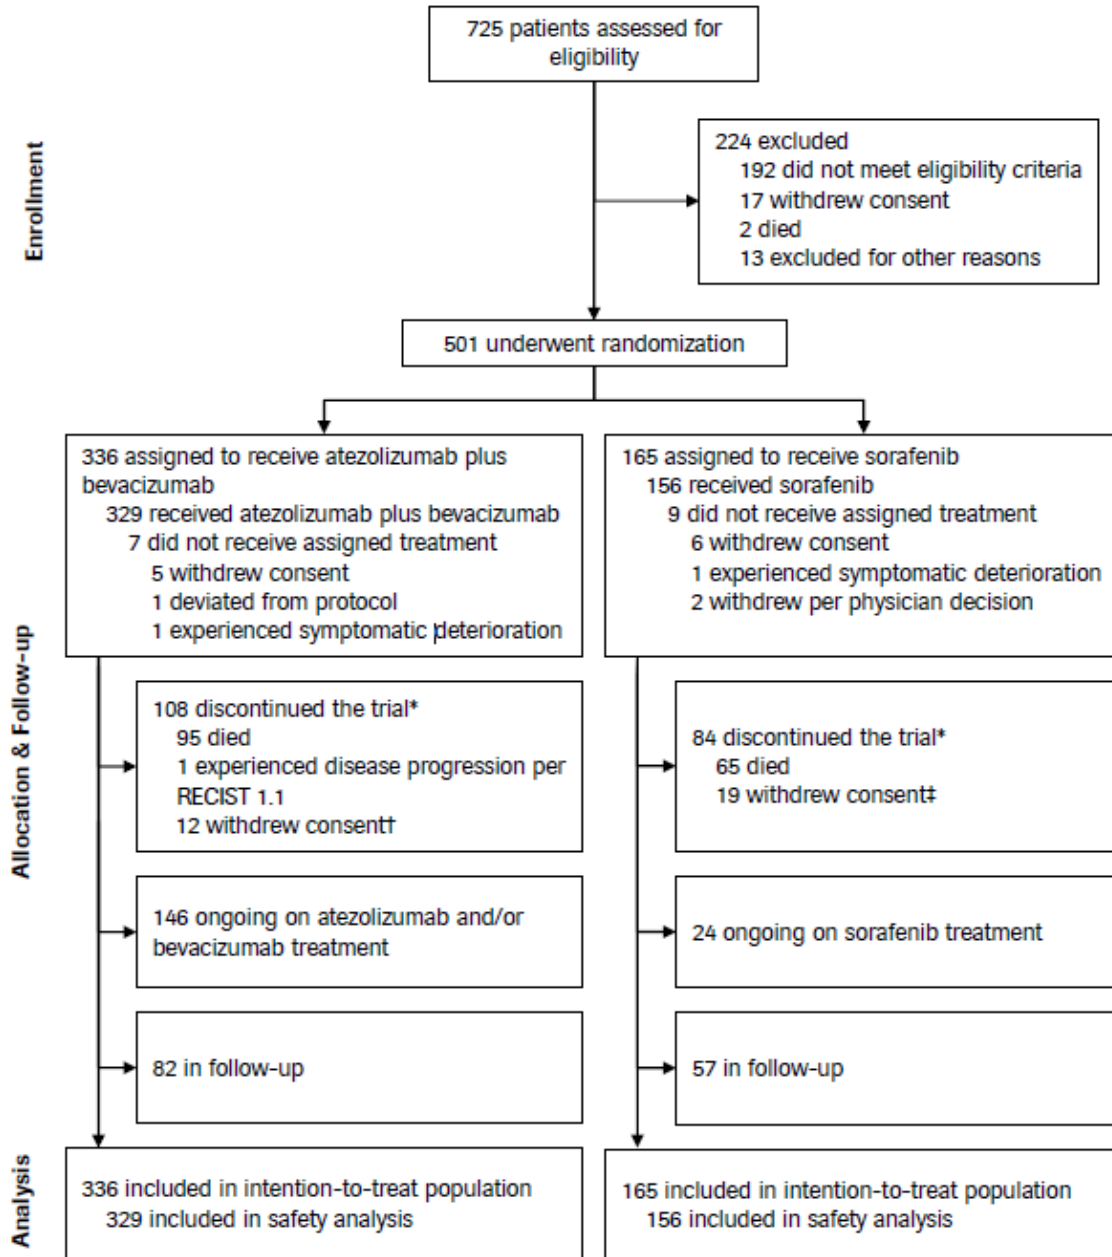 725 patients assessed for
eligibility
Enrollment
224 excluded
192 did not meet eligibility criteria
17 withdrew consent
2 died
13 excluded for other reasons
501 underwent randomization
Allocation & Follow-up
336 assigned to receive atezolizumab plus
bevacizumab
329 received atezolizumab plus bevacizumab
7 did not receive assigned treatment
5 withdrew consent
1 deviated from protocol
1 experienced symptomatic deterioration
165 assigned to receive sorafenib
156 received sorafenib
9 did not receive assigned treatment
6 withdrew consent
1 experienced symptomatic deterioration
2 withdrew per physician decision
108 discontinued the trial*
95 died
1 experienced disease progression per
RECIST 1.1
12 withdrew consent†
84 discontinued the trial*
65 died
19 withdrew consent‡
146 ongoing on atezolizumab and/or
bevacizumab treatment
24 ongoing on sorafenib treatment
82 in follow-up
57 in follow-up
Analysis
336 included in intention-to-treat population
329 included in safety analysis
165 included in intention-to-treat population
156 included in safety analysis